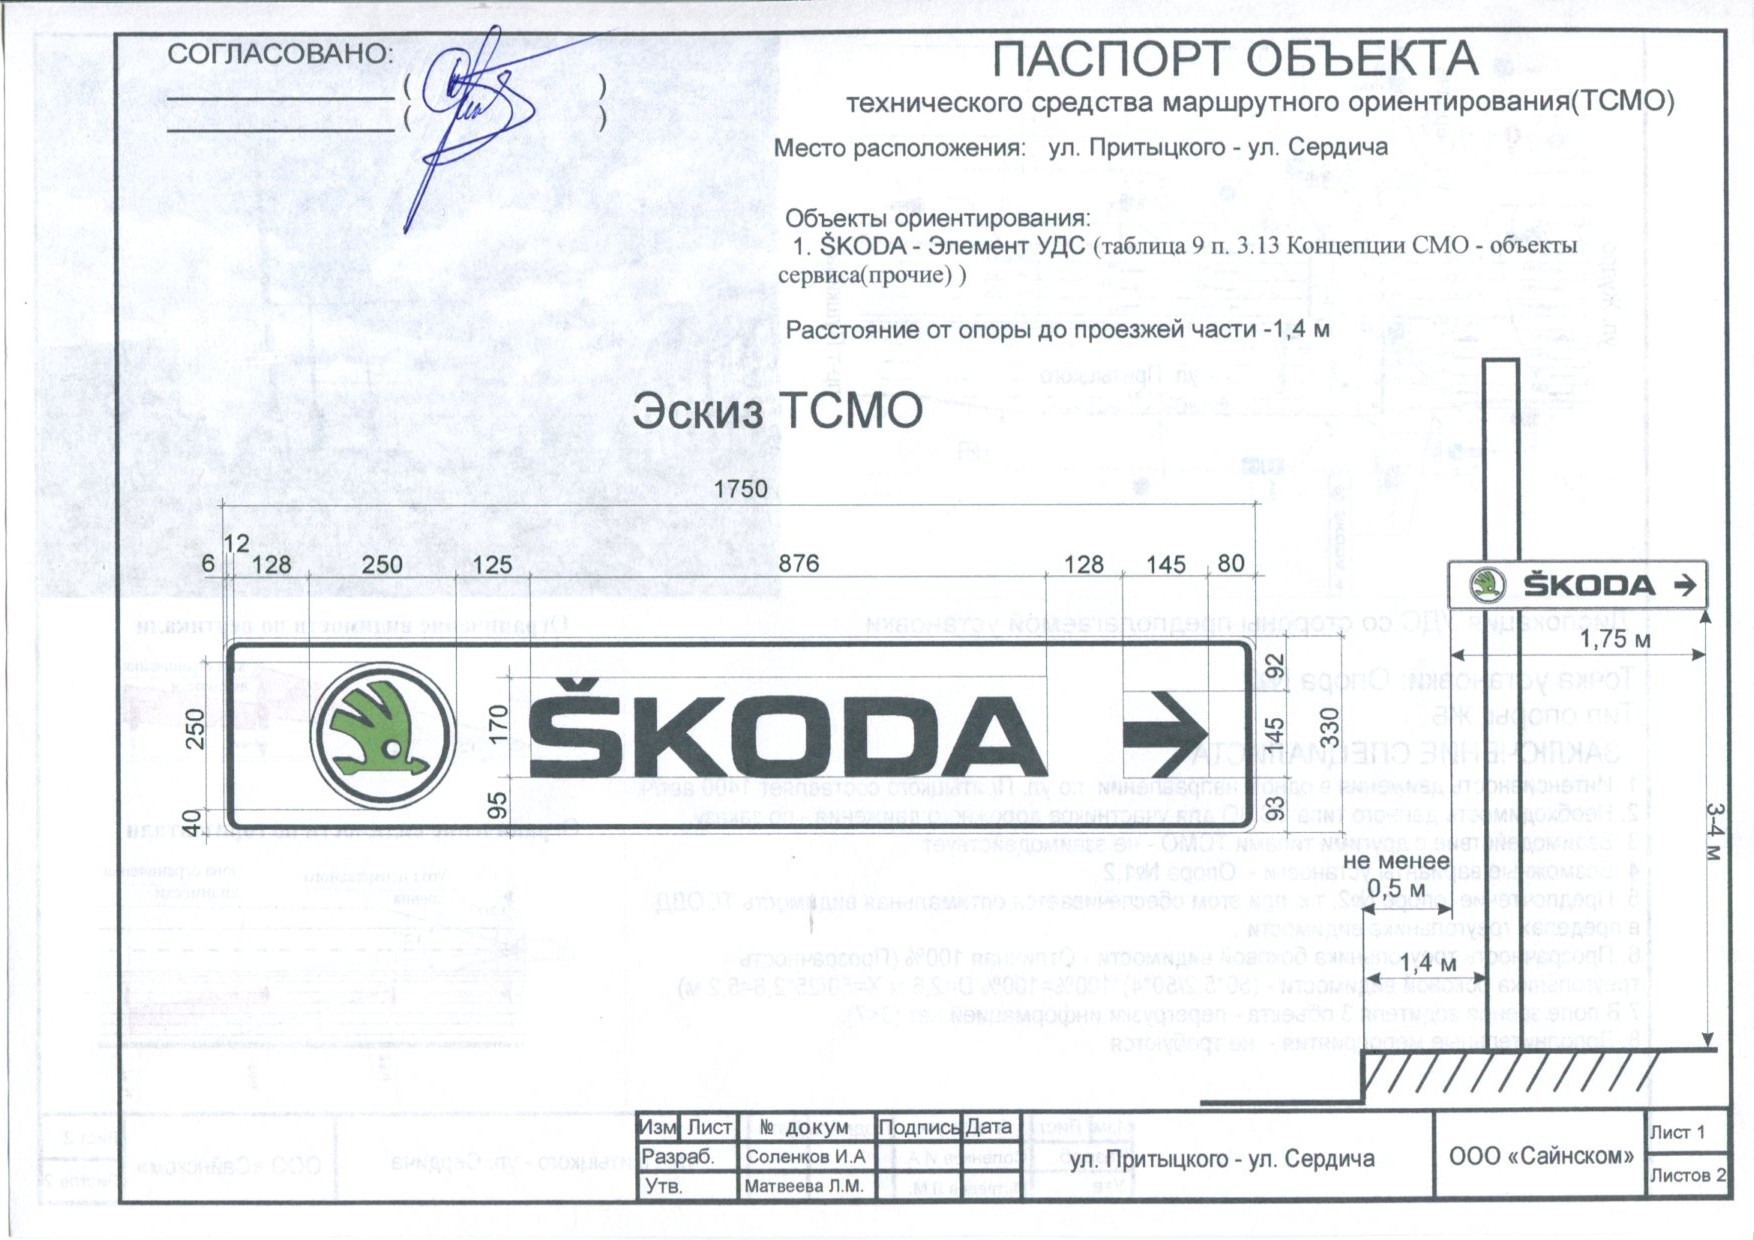 СОГЛАСОВАНО:
( )
( )
ПАСПОРТ ОБЪЕКТА
технического средства маршрутного ориентирования(ТСМО)
Место расположения: ул. Притыцкого - ул. Сердича
Объекты ориентирования:
1. ŠKODA - Элемент УДС (таблица 9 п. 3.13 Концепции СМО - объекты
сервиса(прочие) )
Расстояние от опоры до проезжей части -1,4 м
Эскиз ТСМО
1750
12
6 128 250 125 876 128 145 80
ŠKODA
250
40
170
95
92
145
93
330
ŠKODA
1,75 м
3-4 м
не менее
0,5 м
1,4 м
Изм Лист № докум Подпись Дата
Разраб. Соленков И.А
Утв. Матвеева Л.М.
ул. Притыцкого - ул. Сердича
ООО «Сайнском»
Лист 1
Листов 2